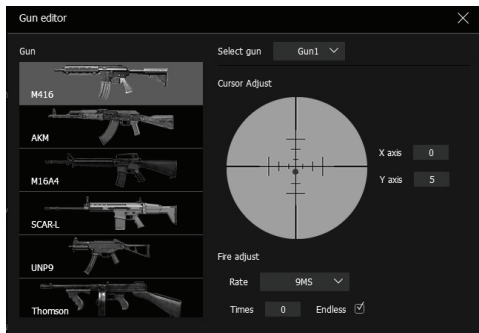 Gun editor
Gun
Select gun Gun1
M416
Cursor Adjust
AKM
X axis 0
M16A4
Y axis 5
SCAR-L
Fire adjust
UNP9
Rate 9MS
Thomson
Times 0 Endless